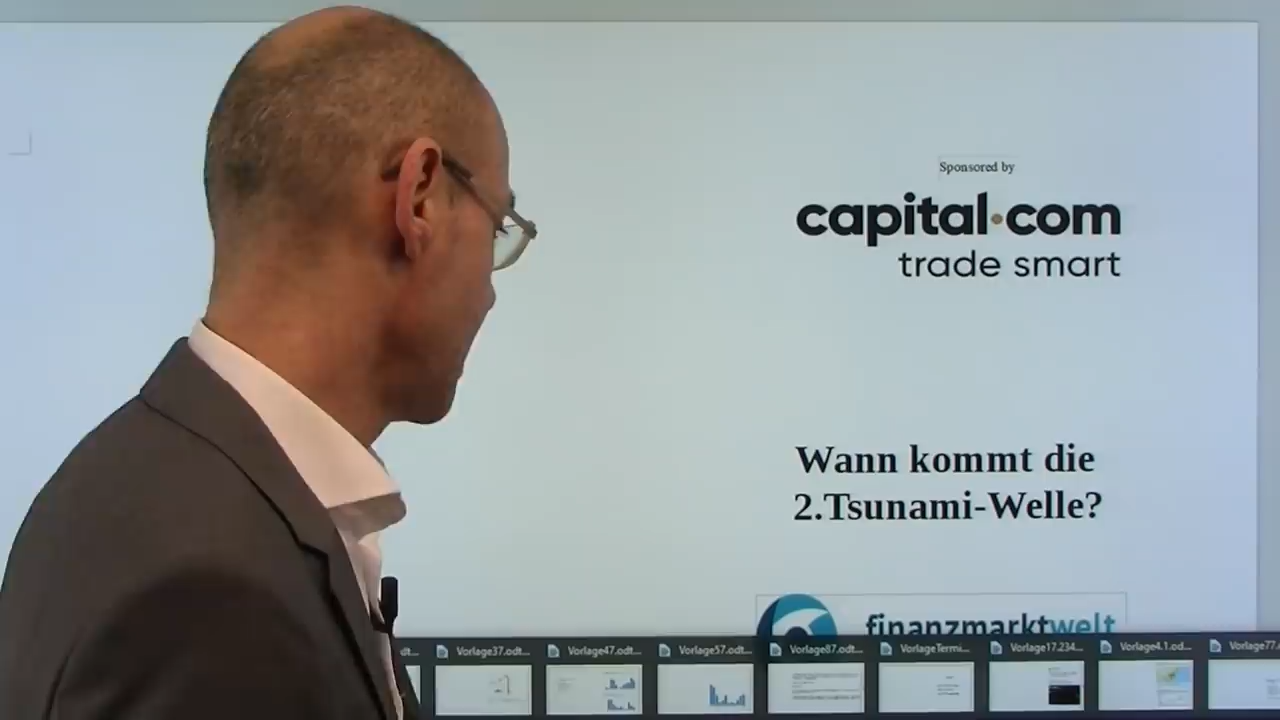 Sponsored by
capital.com
trade smart
Wann kommt die
2.Tsunami-Welle?
finanzmarktwelt
dt...
Vorlage37.odt...
Vorlage47.odt...
Vorlage57.odt...
Vorlage87.odt...
VorlageTermi...
Vorlage17.234...
Vorlage4.1.od...
Vorlage77.